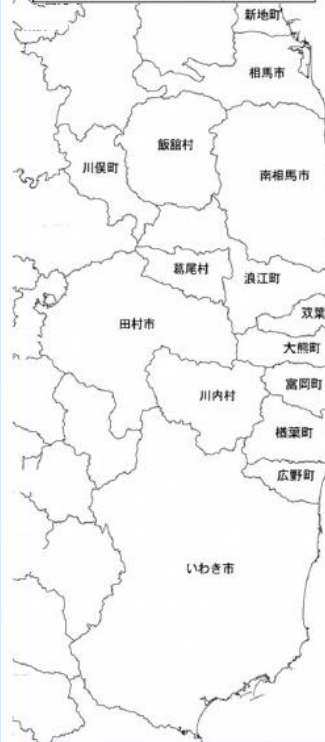 新地町
相馬市
飯舘村
川俣町
南相馬市
葛尾村
浪江町
双葉
田村市
大熊町
富岡町
川内村
楢葉町
広野町
いわき市